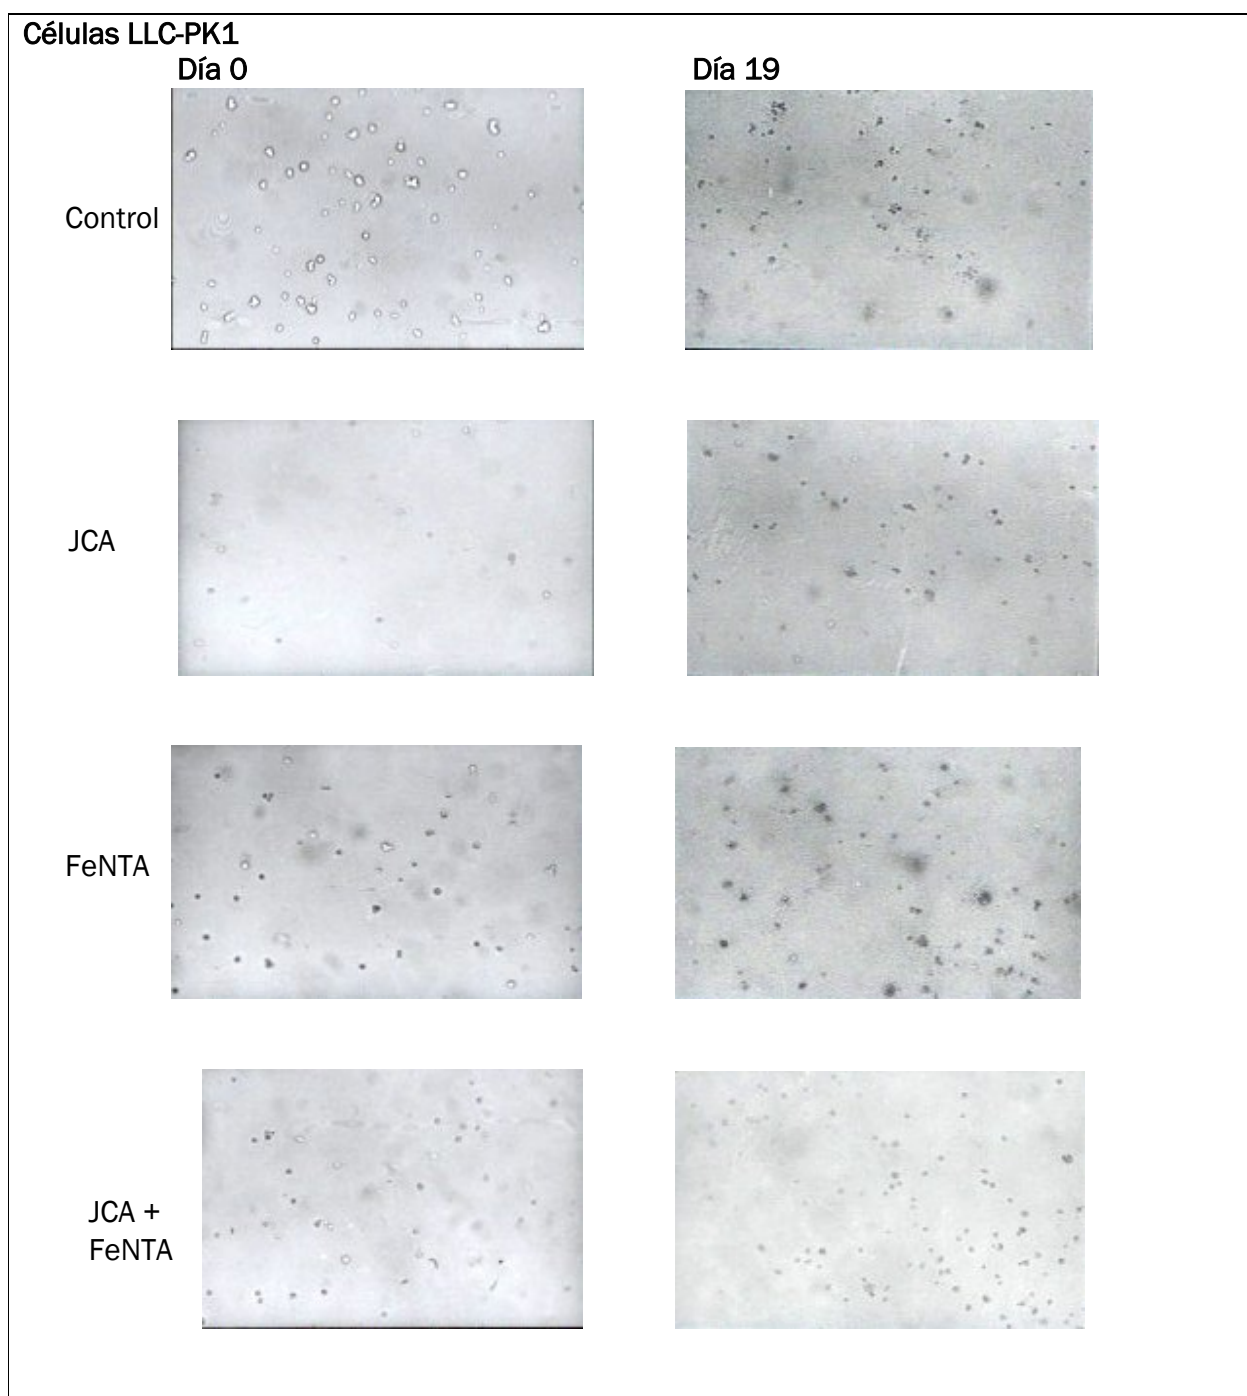 Células LLC-PK1
Día 0
Día 19
Control
JCA
FeNTA
JCA +
FeNTA